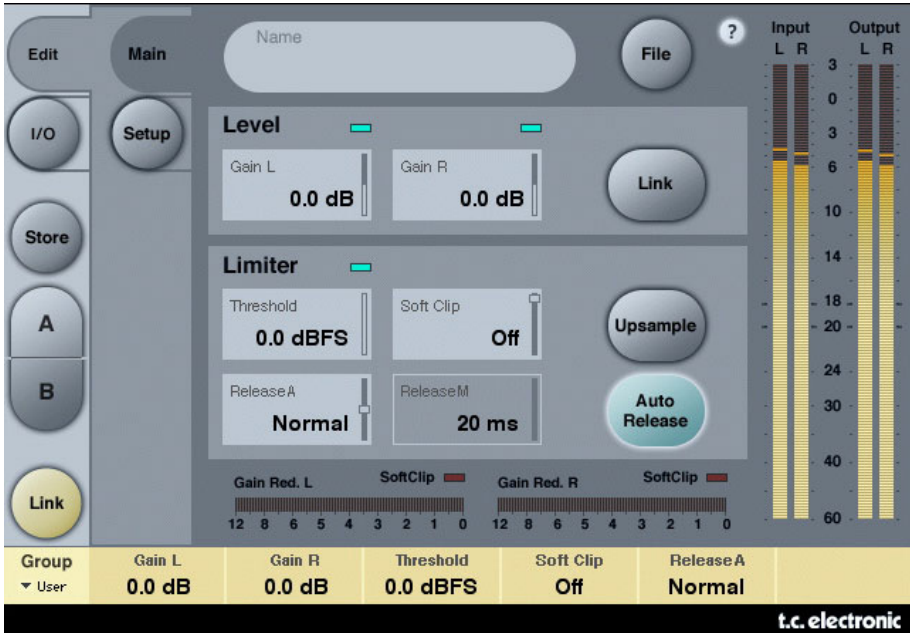 Edit
Main
Name
File
?
Input
Output
L R
L R
I/O
Setup
Level
Gain L
0.0 dB
Gain R
0.0 dB
Link
Store
A
B
Link
Limiter
Threshold
0.0 dBFS
Soft Clip
Off
Upsample
ReleaseA
Normal
ReleaseM
20 ms
Auto
Release
3
0
3
6
10
14
18
20
24
30
40
60
Gain Red. L
SoftClip
12 8 6 5 4 3 2 1 0
Gain Red. R
SoftClip
12 8 6 5 4 3 2 1 0
Group
User
Gain L
0.0 dB
Gain R
0.0 dB
Threshold
0.0 dBFS
Soft Clip
Off
ReleaseA
Normal
t.c. electronic